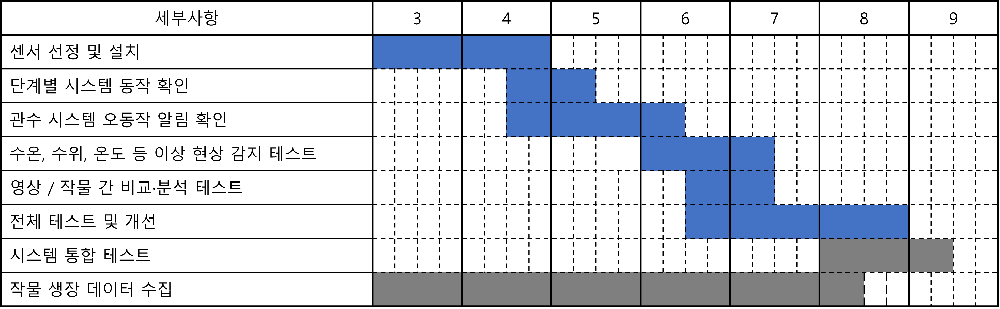 세부사항 3 4 5 6 7 8 9
센서 선정 및 설치
단계별 시스템 동작 확인
관수 시스템 오동작 알림 확인
수온, 수위, 온도 등 이상 현상 감지 테스트
영상 / 작물 간 비교·분석 테스트
전체 테스트 및 개선
시스템 통합 테스트
작물 생장 데이터 수집